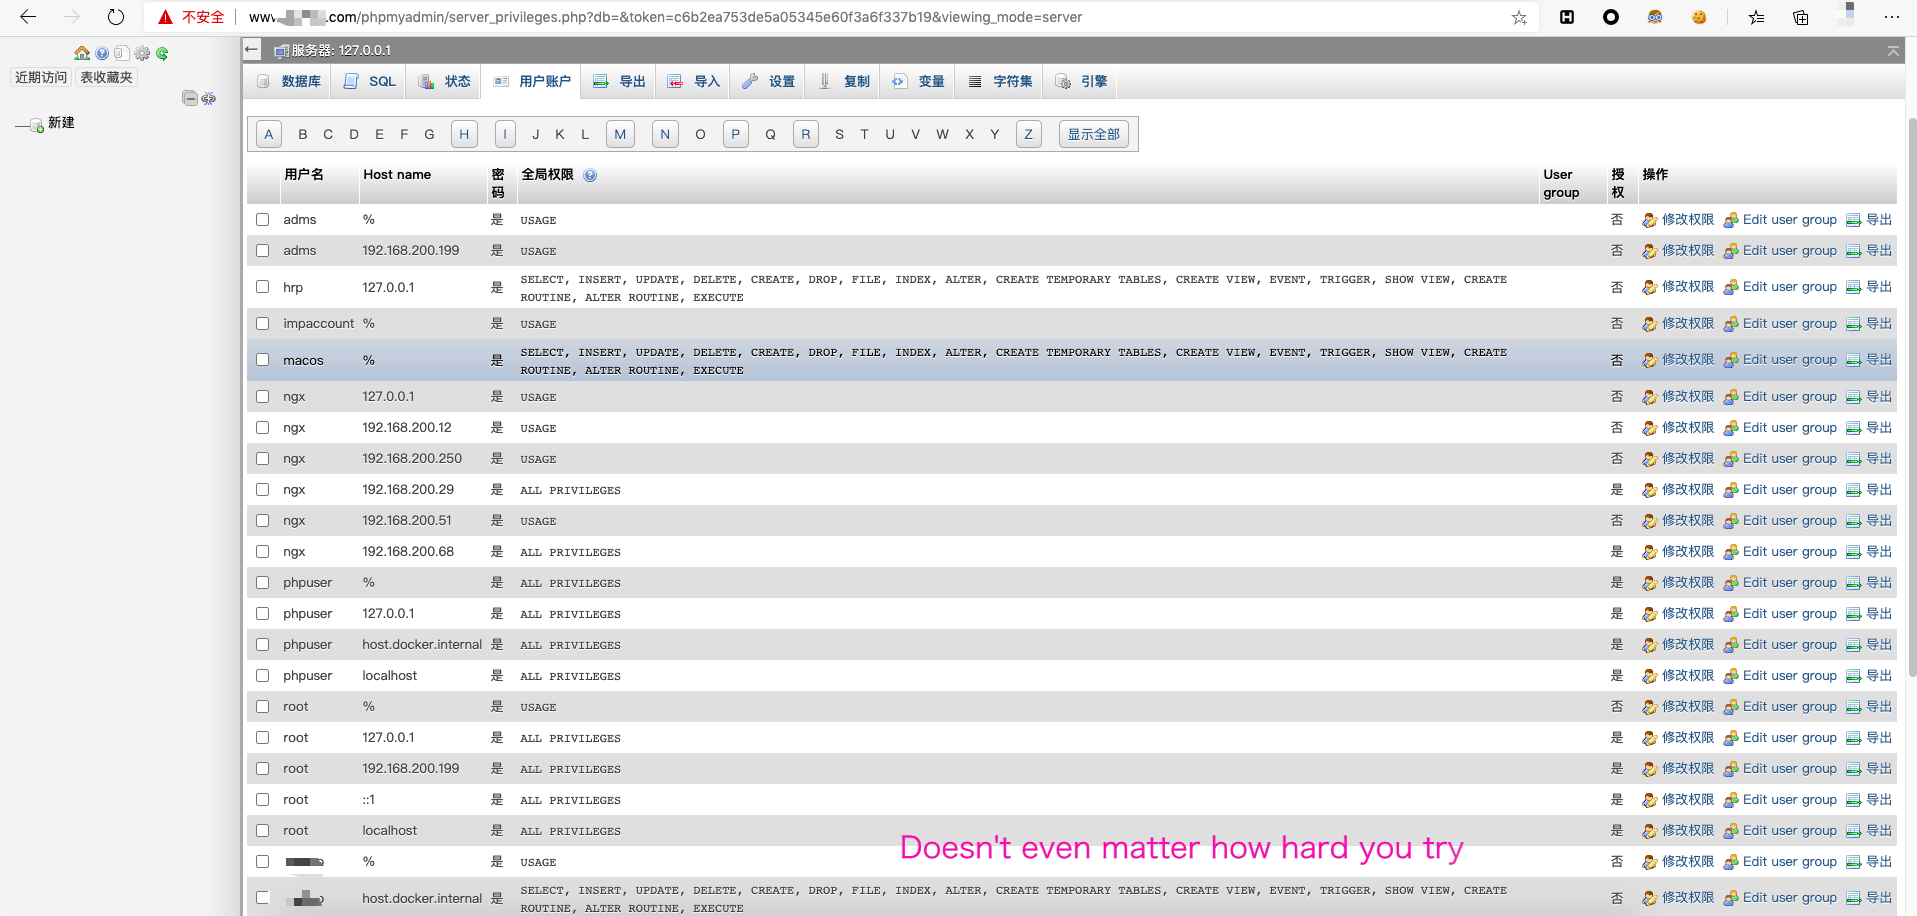 不安全 www.com/phpmyadmin/server_privileges.php?db=&token=c6b2ea753de5a05345e60f3a6f337b19&viewing_mode=server
近期访问 表收藏夹
新建
服务器: 127.0.0.1
数据库 SQL 状态 用户账户 导出 导入 设置 复制 变量 字符集 引擎
A B C D E F G H I J K L M N O P Q R S T U V W X Y Z 显示全部
用户名 Host name 密码 全局权限 User group 授权 操作
adms % 是 USAGE 否 修改权限 Edit user group 导出
adms 192.168.200.199 是 USAGE 否 修改权限 Edit user group 导出
hrp 127.0.0.1 是 SELECT, INSERT, UPDATE, DELETE, CREATE, DROP, FILE, INDEX, ALTER, CREATE TEMPORARY TABLES, CREATE VIEW, EVENT, TRIGGER, SHOW VIEW, CREATE
ROUTINE, ALTER ROUTINE, EXECUTE 否 修改权限 Edit user group 导出
impaccount % 是 USAGE 否 修改权限 Edit user group 导出
macos % 是 SELECT, INSERT, UPDATE, DELETE, CREATE, DROP, FILE, INDEX, ALTER, CREATE TEMPORARY TABLES, CREATE VIEW, EVENT, TRIGGER, SHOW VIEW, CREATE
ROUTINE, ALTER ROUTINE, EXECUTE 否 修改权限 Edit user group 导出
ngx 127.0.0.1 是 USAGE 否 修改权限 Edit user group 导出
ngx 192.168.200.12 是 USAGE 否 修改权限 Edit user group 导出
ngx 192.168.200.250 是 USAGE 否 修改权限 Edit user group 导出
ngx 192.168.200.29 是 ALL PRIVILEGES 是 修改权限 Edit user group 导出
ngx 192.168.200.51 是 USAGE 否 修改权限 Edit user group 导出
ngx 192.168.200.68 是 ALL PRIVILEGES 是 修改权限 Edit user group 导出
phpuser % 是 ALL PRIVILEGES 是 修改权限 Edit user group 导出
phpuser 127.0.0.1 是 ALL PRIVILEGES 是 修改权限 Edit user group 导出
phpuser host.docker.internal 是 ALL PRIVILEGES 是 修改权限 Edit user group 导出
phpuser localhost 是 ALL PRIVILEGES 是 修改权限 Edit user group 导出
root % 是 USAGE 否 修改权限 Edit user group 导出
root 127.0.0.1 是 ALL PRIVILEGES 是 修改权限 Edit user group 导出
root 192.168.200.199 是 ALL PRIVILEGES 是 修改权限 Edit user group 导出
root ::1 是 ALL PRIVILEGES 是 修改权限 Edit user group 导出
root localhost 是 ALL PRIVILEGES 是 修改权限 Edit user group 导出
Doesn't even matter how hard you try
% 是 USAGE 否 修改权限 Edit user group 导出
host.docker.internal 是 SELECT, INSERT, UPDATE, DELETE, CREATE, DROP, FILE, INDEX, ALTER, CREATE TEMPORARY TABLES, CREATE VIEW, EVENT, TRIGGER, SHOW VIEW, CREATE
ROUTINE, ALTER ROUTINE, EXECUTE 否 修改权限 Edit user group 导出